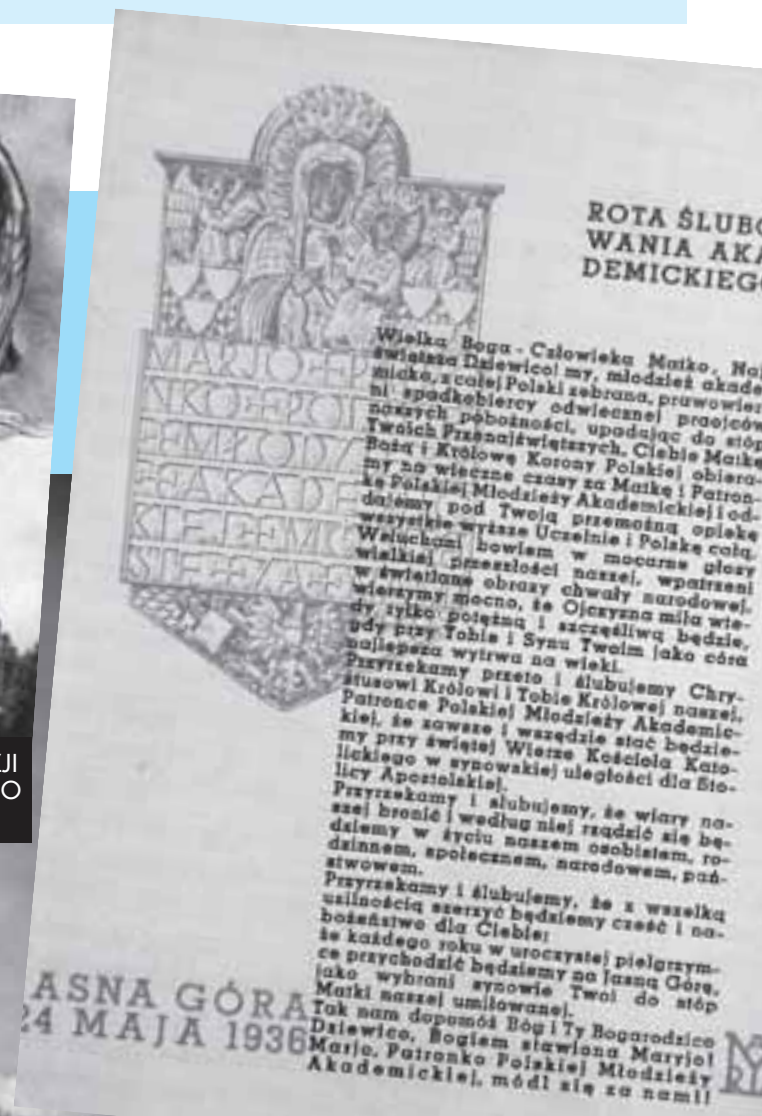 JI
O
ROTA ŚLUBO
WANIA AKA
DEMICKIEGO
MARJO
MŁODZ
AKADE
Wielka Boga-Człowieka Matko, Naj
świętsza Dziewico! my, młodzież akade
micka, z całej Polski zebrana, prawowier
ni spadkobiercy odwiecznej praojców
naszych pobożności, upadając do stóp
Twoich Przenajświętszych, Ciebie Matkę
Bożą i Królowę Korony Polskiej obiera-
my na wieczne czasy za Matkę i Patron-
kę Polskiej Młodzieży Akademickiej i od-
dajemy pod Twoją przemożną opiekę
wszystkie wyższe Uczelnie i Polskę całą.
Wsłuchani bowiem w mocarne głosy
wielkiej przeszłości naszej, wpatrzeni
w świetlane obrazy chwały narodowej,
wierzymy mocno, że Ojczyzna miła wte-
dy tylko potężną i szczęśliwą będzie,
gdy przy Tobie i Synu Twoim jako córa
najlepsza wytrwa na wieki.
Przyrzekamy przeto i ślubujemy Chry-
stusowi Królowi i Tobie Królowej naszej,
Patronce Polskiej Młodzieży Akademic-
kiej, że zawsze i wszędzie stać będzie-
my przy świętej Wierze Kościoła Kato-
lickiego w synowskiej uległości dla Sto-
licy Apostolskiej.
Przyrzekamy i ślubujemy, że wiary na-
szej bronić i według niej rządzić się bę-
dziemy w życiu naszem osobistem, ro-
dzinnem, społecznem, narodowem, pań-
stwowem.
Przyrzekamy i ślubujemy, że z wszelką
usilnością szerzyć będziemy cześć i na-
bożeństwo dla Ciebie;
że każdego roku w uroczystej pielgrzym-
ce przychodzić będziemy na Jasną Górę,
jako wybrani synowie Twoi do stóp
Matki naszej umiłowanej.
Tak nam dopomóż Bóg i Ty Bogarodzico
Dziewico, Bogiem sławiona Maryjo!
Marjo, Patronko Polskiej Młodzieży
Akademickiej, módl się za nami!
ASNA GÓRA
24 MAJA 1936